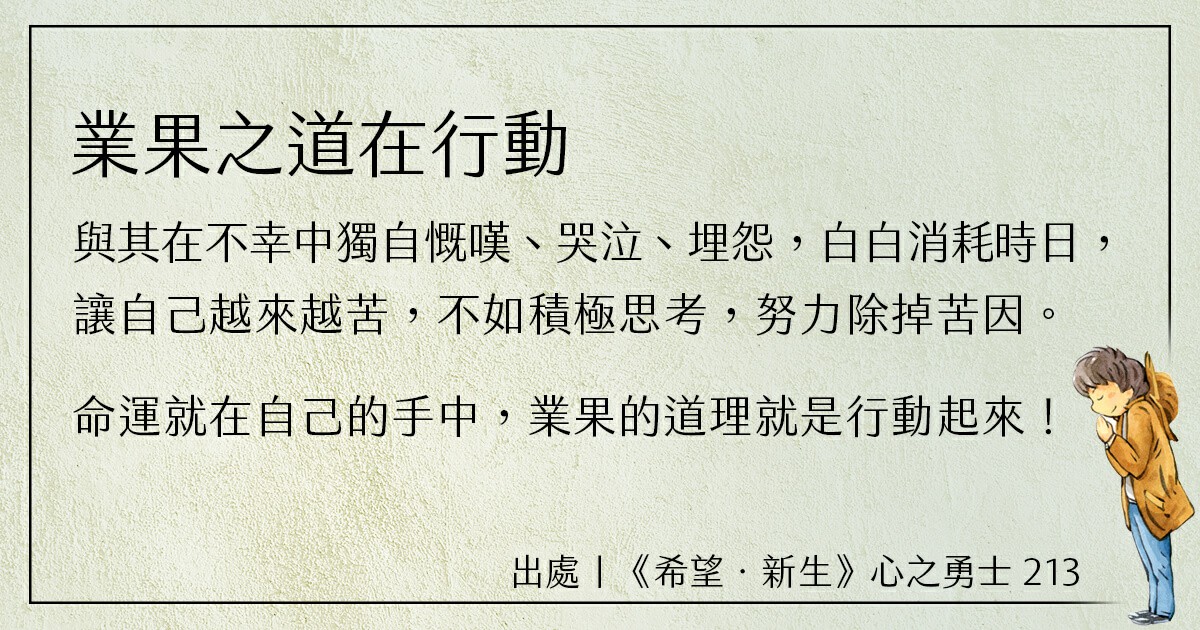 業果之道在行動
與其在不幸中獨自慨嘆、哭泣、埋怨，白白消耗時日，
讓自己越來越苦，不如積極思考，努力除掉苦因。
命運就在自己的手中，業果的道理就是行動起來！
出處｜《希望．新生》心之勇士 213